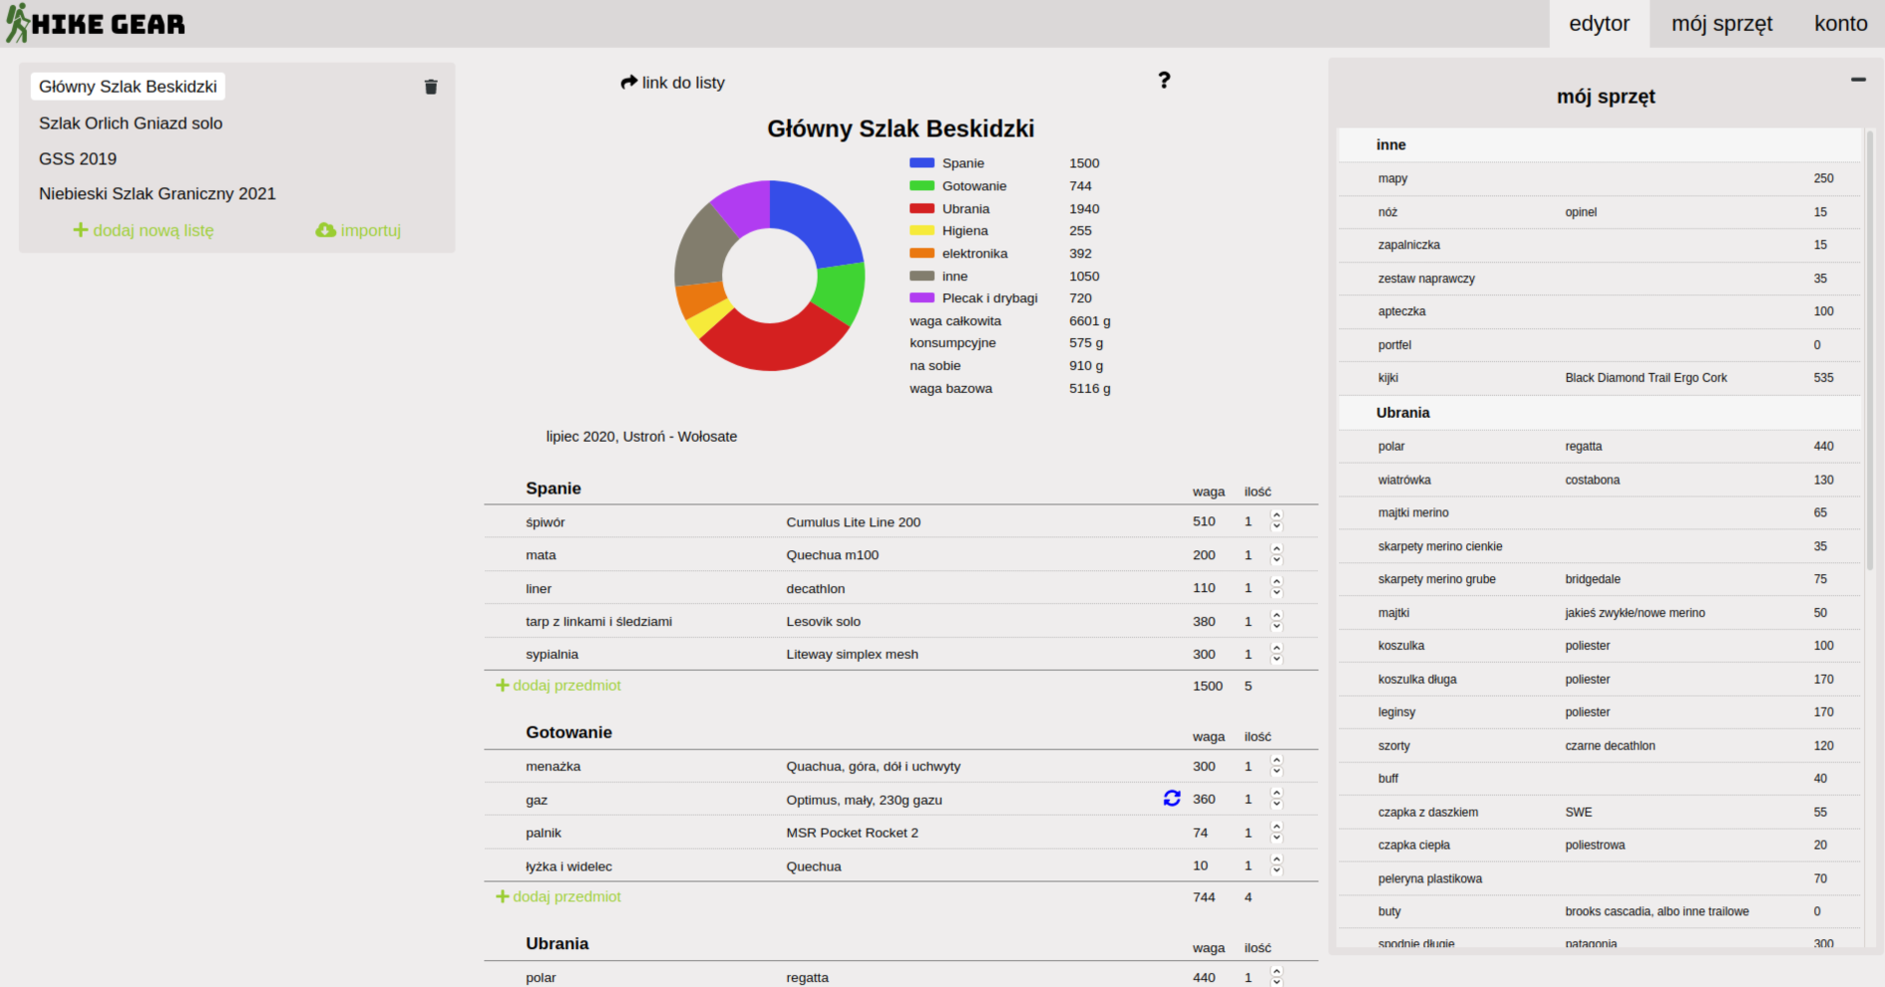 HIKE GEAR
edytor mój sprzęt konto
Główny Szlak Beskidzki
Szlak Orlich Gniazd solo
GSS 2019
Niebieski Szlak Graniczny 2021
dodaj nową listę importuj
link do listy ?
Główny Szlak Beskidzki
Spanie 1500
Gotowanie 744
Ubrania 1940
Higiena 255
elektronika 392
inne 1050
Plecak i drybagi 720
waga całkowita 6601 g
konsumpcyjne 575 g
na sobie 910 g
waga bazowa 5116 g
lipiec 2020, Ustroń - Wołosate
Spanie waga ilość
śpiwór Cumulus Lite Line 200 510 1
mata Quechua m100 200 1
liner decathlon 110 1
tarp z linkami i śledziami Lesovik solo 380 1
sypialnia Liteway simplex mesh 300 1
dodaj przedmiot 1500 5
Gotowanie waga ilość
menażka Quachua, góra, dół i uchwyty 300 1
gaz Optimus, mały, 230g gazu 360 1
palnik MSR Pocket Rocket 2 74 1
łyżka i widelec Quechua 10 1
dodaj przedmiot 744 4
Ubrania waga ilość
polar regatta 440 1
mój sprzęt
inne
mapy 250
nóż opinel 15
zapalniczka 15
zestaw naprawczy 35
apteczka 100
portfel 0
kijki Black Diamond Trail Ergo Cork 535
Ubrania
polar regatta 440
wiatrówka costabona 130
majtki merino 65
skarpety merino cienkie 35
skarpety merino grube bridgedale 75
majtki jakieś zwykłe/nowe merino 50
koszulka poliester 100
koszulka długa poliester 170
leginsy poliester 170
szorty czarne decathlon 120
buff 40
czapka z daszkiem SWE 55
czapka ciepła poliestrowa 20
peleryna plastikowa 70
buty brooks cascadia, albo inne trailowe 0
spodnie długie patagonia 300